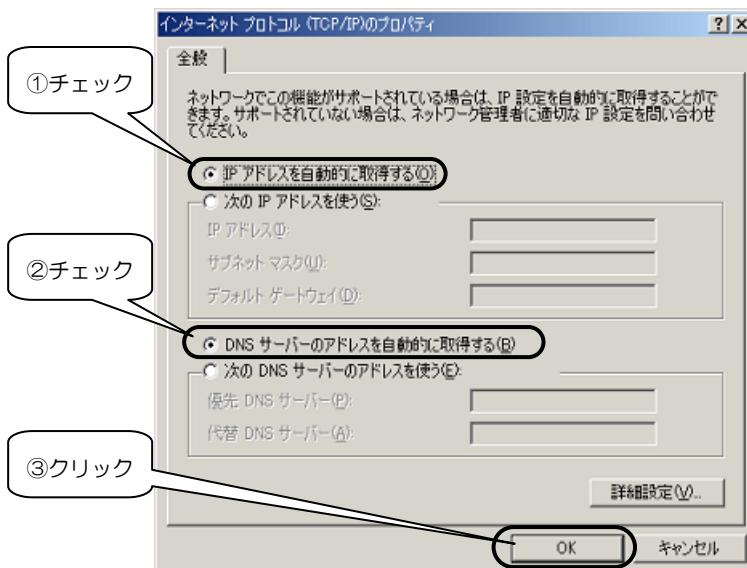 インターネット プロトコル (TCP/IP)のプロパティ
全般
①チェック
ネットワークでこの機能がサポートされている場合は、IP 設定を自動的に取得することがで
きます。サポートされていない場合は、ネットワーク管理者に適切な IP 設定を問い合わせ
てください。
IP アドレスを自動的に取得する(O)
次の IP アドレスを使う(S):
IP アドレス(I):
②チェック
サブネット マスク(U):
デフォルト ゲートウェイ(D):
DNS サーバーのアドレスを自動的に取得する(B)
次の DNS サーバーのアドレスを使う(E):
優先 DNS サーバー(P):
代替 DNS サーバー(A):
③クリック
詳細設定(V)...
OK
キャンセル